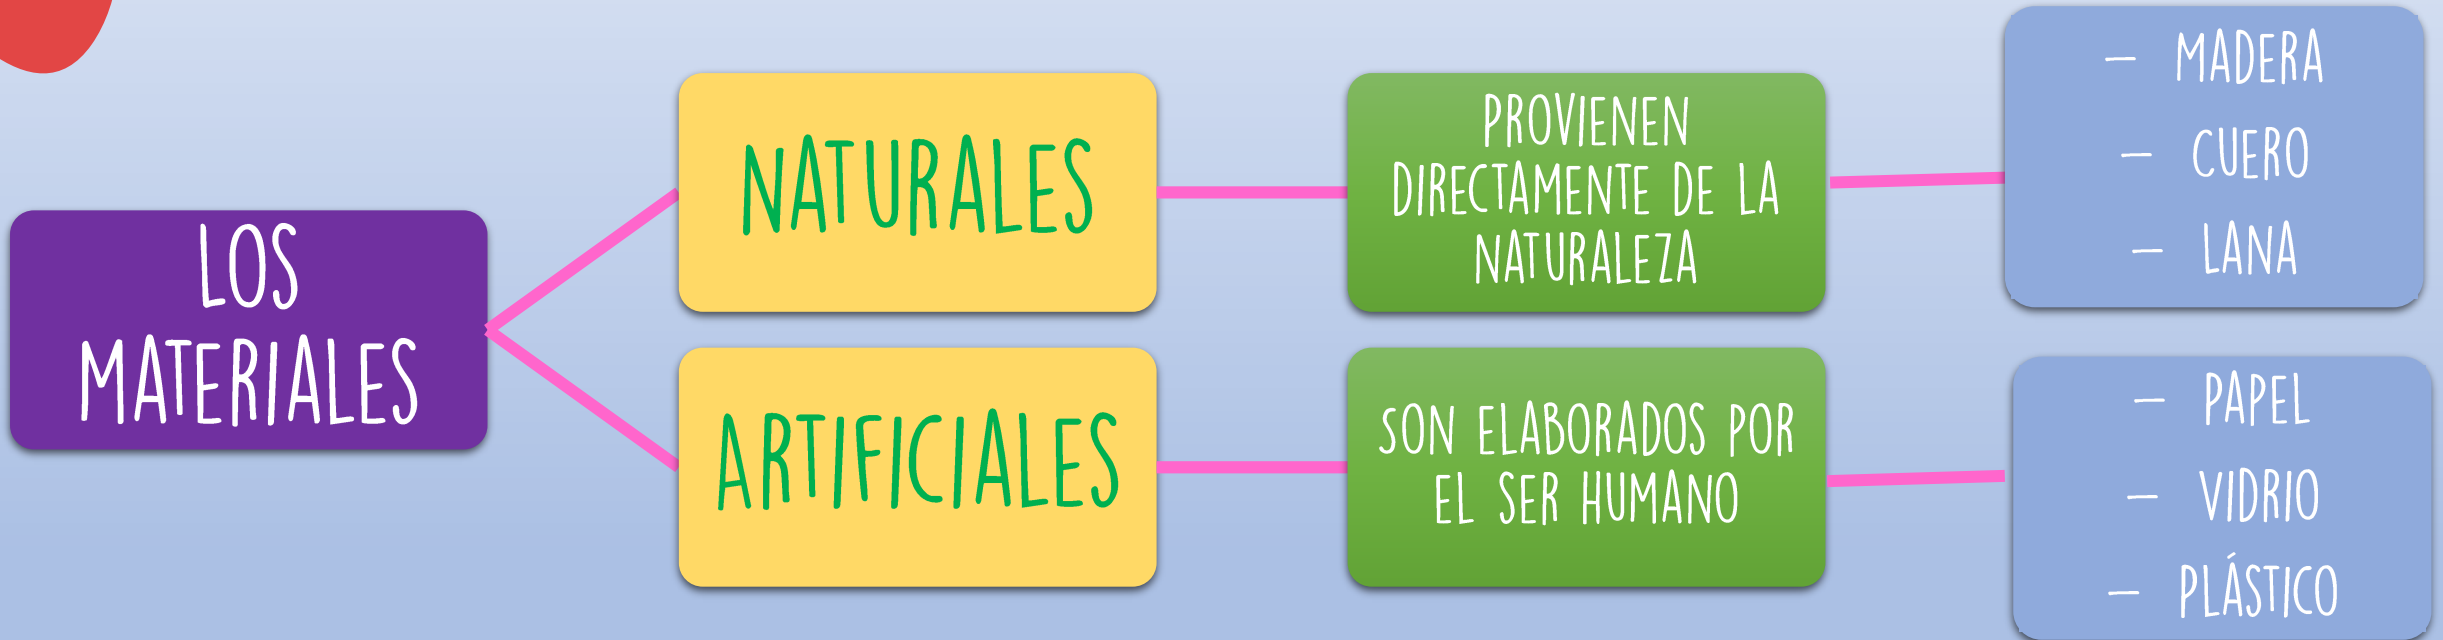 LOS
MATERIALES
NATURALES
PROVIENEN
DIRECTAMENTE DE LA
NATURALEZA
– MADERA
– CUERO
– LANA
ARTIFICIALES
SON ELABORADOS POR
EL SER HUMANO
– PAPEL
– VIDRIO
– PLÁSTICO